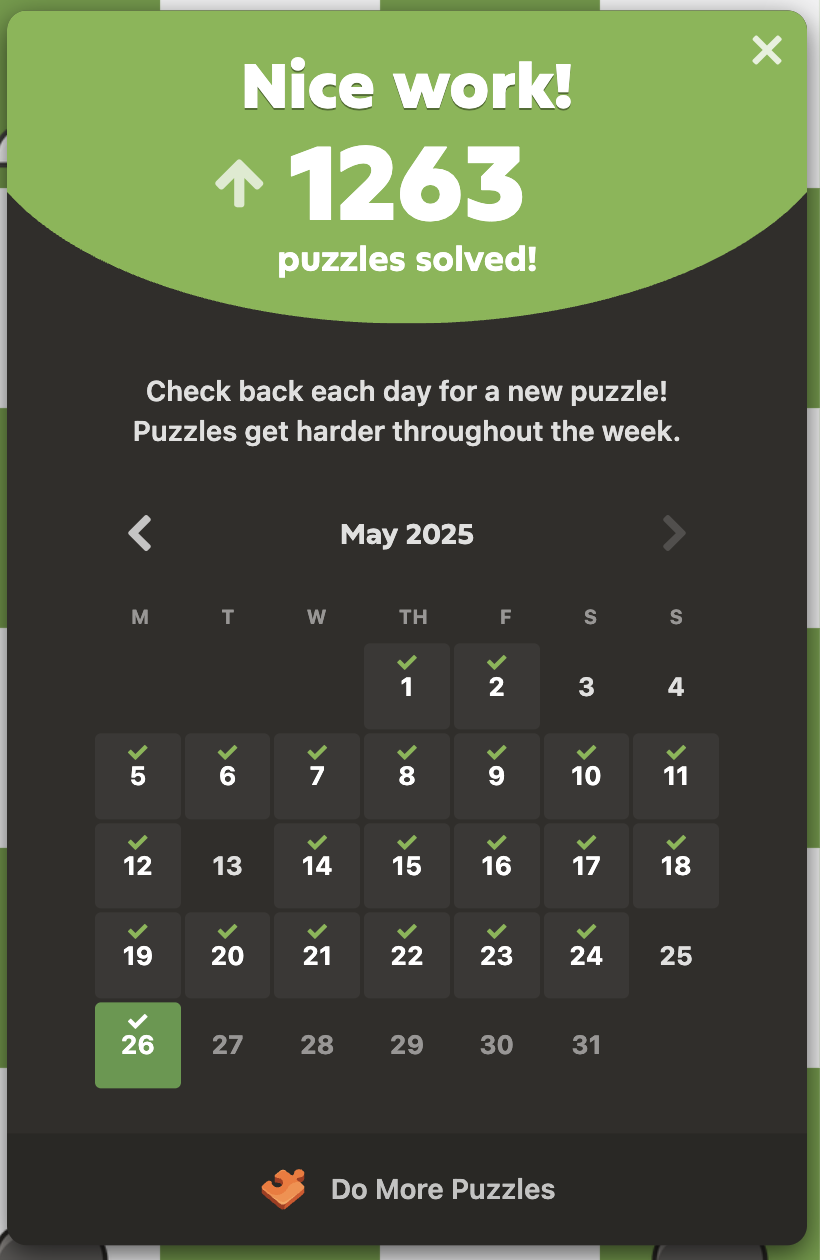 Nice work!
1263
puzzles solved!
Check back each day for a new puzzle!
Puzzles get harder throughout the week.
May 2025
M T W TH F S S
1 2 3 4
5 6 7 8 9 10 11
12 13 14 15 16 17 18
19 20 21 22 23 24 25
26 27 28 29 30 31
Do More Puzzles